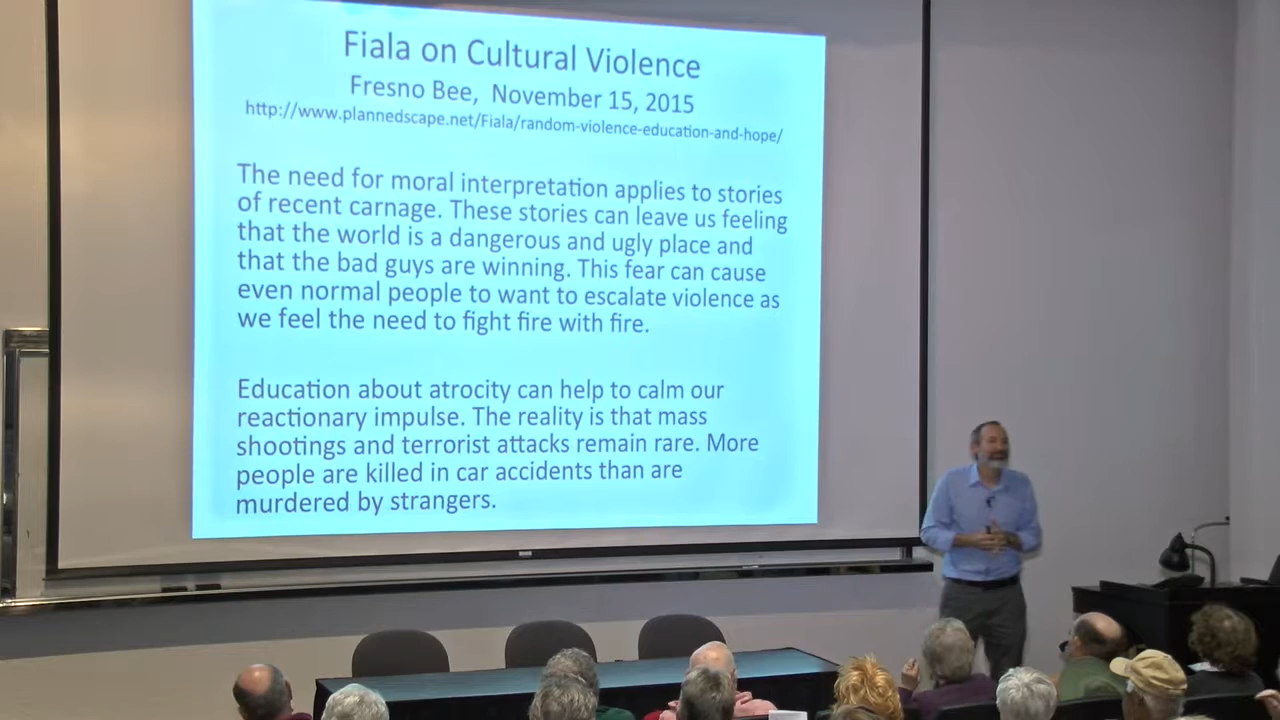 Fiala on Cultural Violence
Fresno Bee, November 15, 2015
http://www.plannedscape.net/Fiala/random-violence-education-and-hope/
The need for moral interpretation applies to stories
of recent carnage. These stories can leave us feeling
that the world is a dangerous and ugly place and
that the bad guys are winning. This fear can cause
even normal people to want to escalate violence as
we feel the need to fight fire with fire.
Education about atrocity can help to calm our
reactionary impulse. The reality is that mass
shootings and terrorist attacks remain rare. More
people are killed in car accidents than are
murdered by strangers.